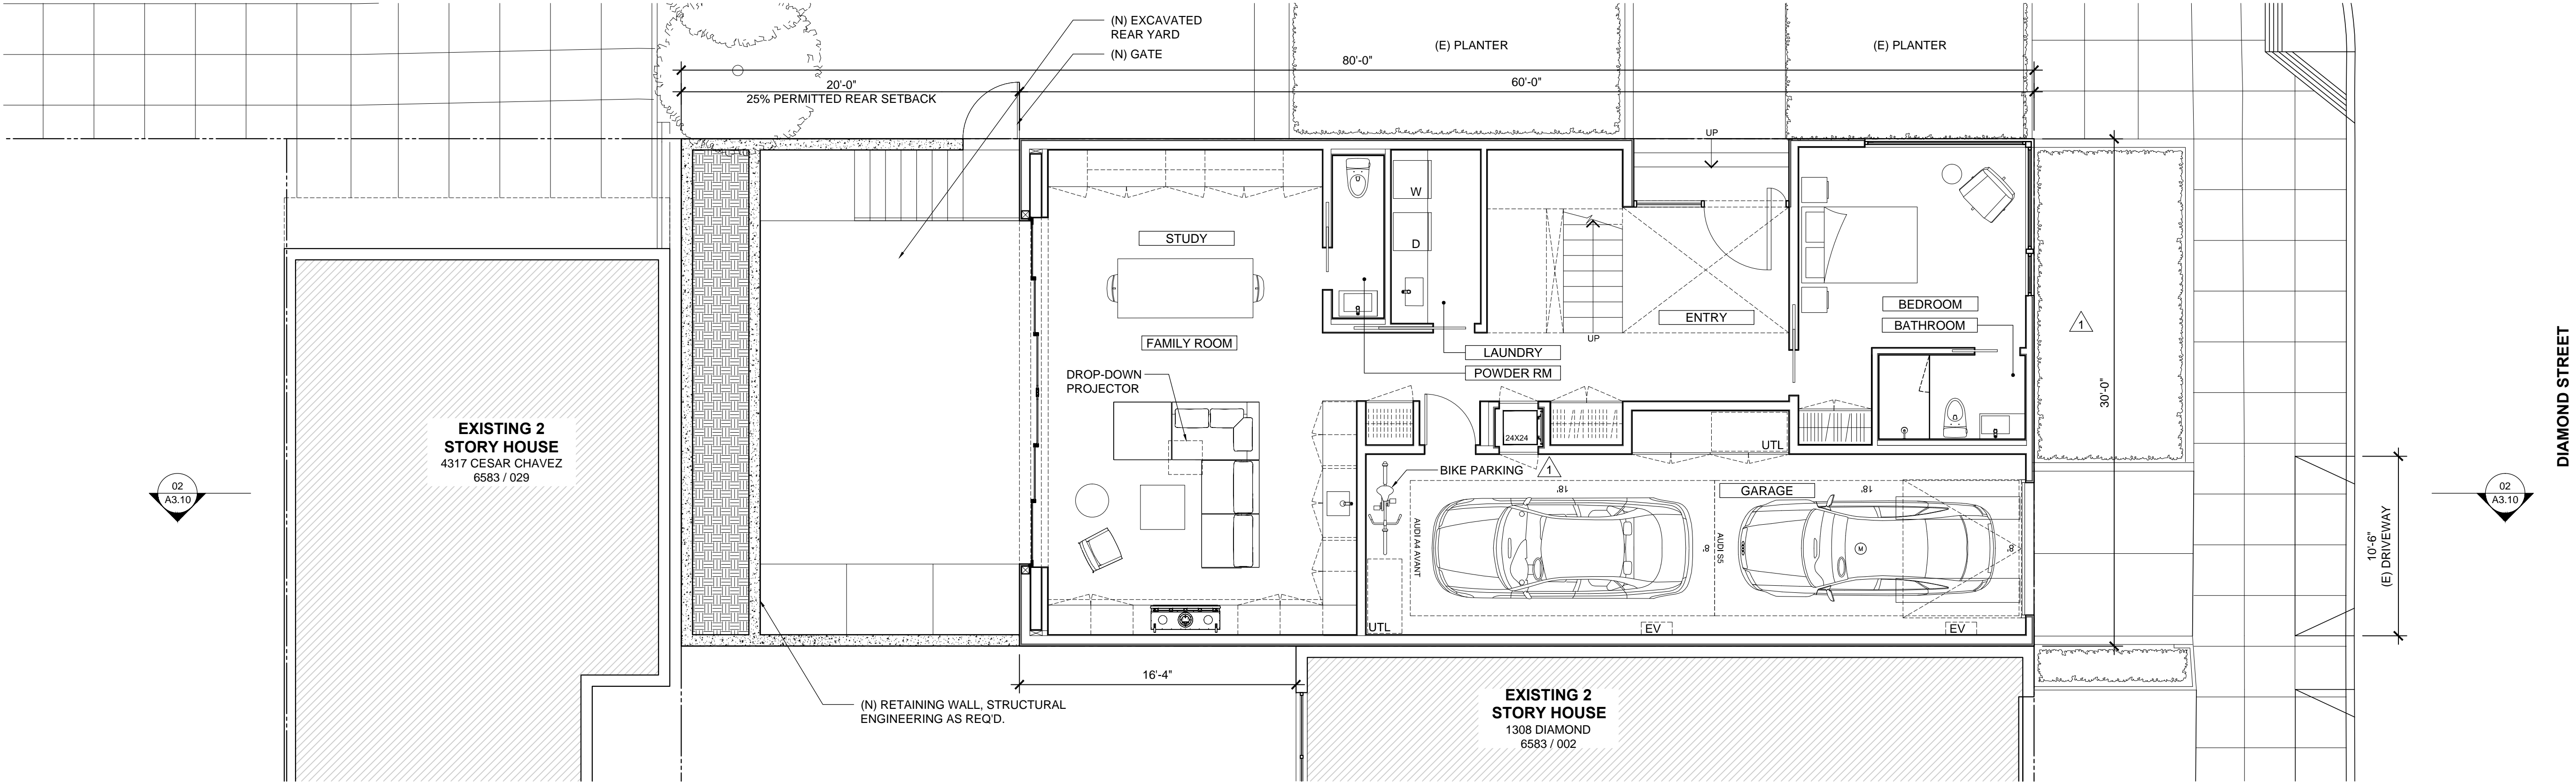 (N) EXCAVATED
REAR YARD
(N) GATE
(E) PLANTER
(E) PLANTER
80'-0"
20'-0"
25% PERMITTED REAR SETBACK
60'-0"
UP
W
D
STUDY
FAMILY ROOM
DROP-DOWN
PROJECTOR
ENTRY
UP
LAUNDRY
POWDER RM
BEDROOM
BATHROOM
1
30'-0"
DIAMOND STREET
EXISTING 2
STORY HOUSE
4317 CESAR CHAVEZ
6583 / 029
02
A3.10
24X24
UTL
BIKE PARKING
1
GARAGE
18'
18'
AUDI A4 AVANT
8'
AUDI S5
M
8'
UTL
EV
EV
10'-6"
(E) DRIVEWAY
02
A3.10
16'-4"
(N) RETAINING WALL, STRUCTURAL
ENGINEERING AS REQ'D.
EXISTING 2
STORY HOUSE
1308 DIAMOND
6583 / 002